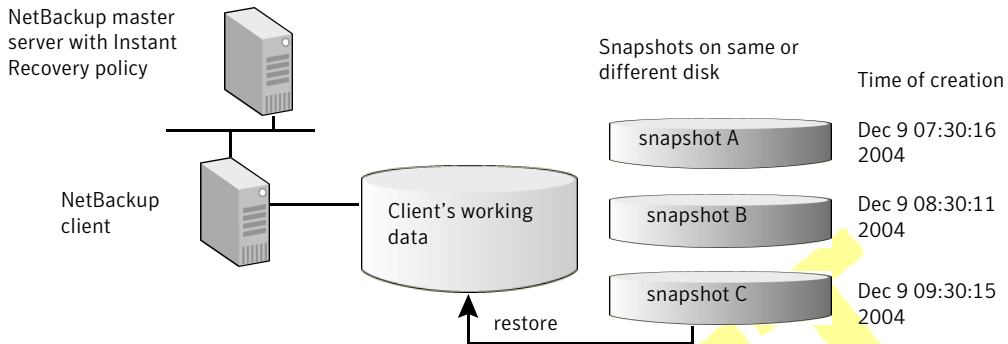 NetBackup master
server with Instant
Recovery policy
Snapshots on same or
different disk
Time of creation
snapshot A
Dec 9 07:30:16
2004
NetBackup
client
Client's working
data
snapshot B
Dec 9 08:30:11
2004
snapshot C
Dec 9 09:30:15
2004
restore